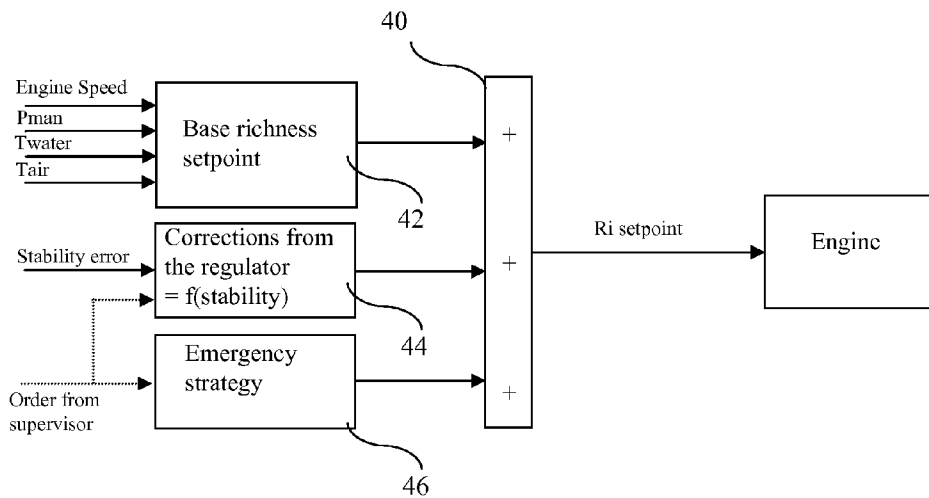 40
Engine Speed
Pman
Twater
Tair
Base richness
setpoint
42
+
Stability error
Corrections from
the regulator
= f(stability)
44
+
Ri setpoint
Engine
Order from
supervisor
Emergency
strategy
46
+